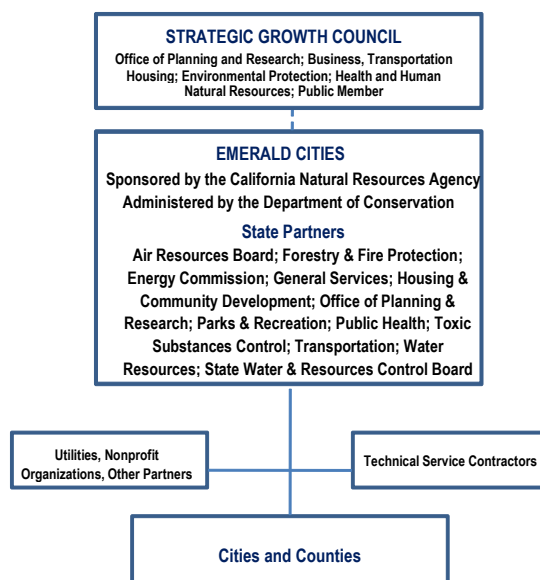 STRATEGIC GROWTH COUNCIL
Office of Planning and Research; Business, Transportation
Housing; Environmental Protection; Health and Human
Natural Resources; Public Member
EMERALD CITIES
Sponsored by the California Natural Resources Agency
Administered by the Department of Conservation
State Partners
Air Resources Board; Forestry & Fire Protection;
Energy Commission; General Services; Housing &
Community Development; Office of Planning &
Research; Parks & Recreation; Public Health; Toxic
Substances Control; Transportation; Water
Resources; State Water & Resources Control Board
Utilities, Nonprofit
Organizations, Other Partners
Technical Service Contractors
Cities and Counties